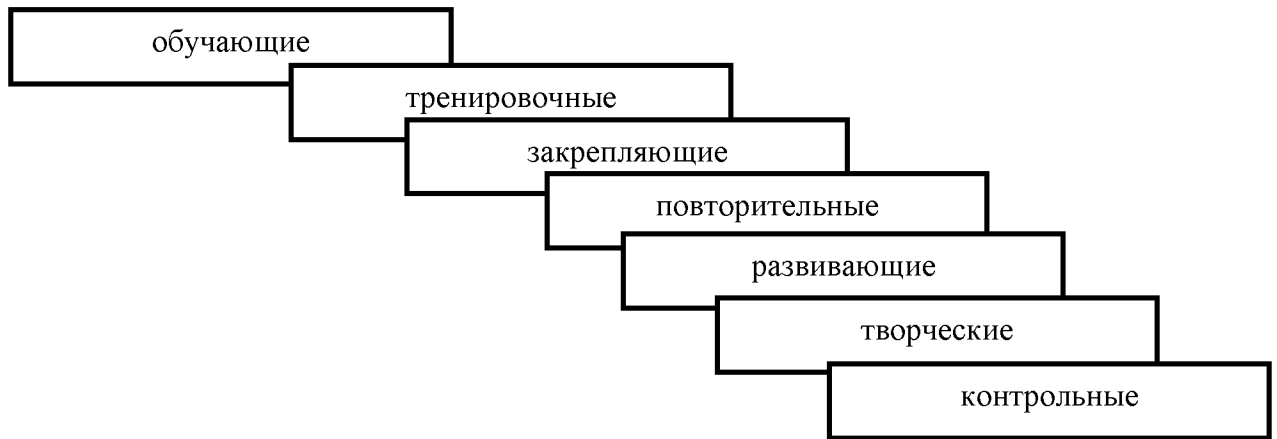 обучающие
тренировочные
закрепляющие
повторительные
развивающие
творческие
контрольные